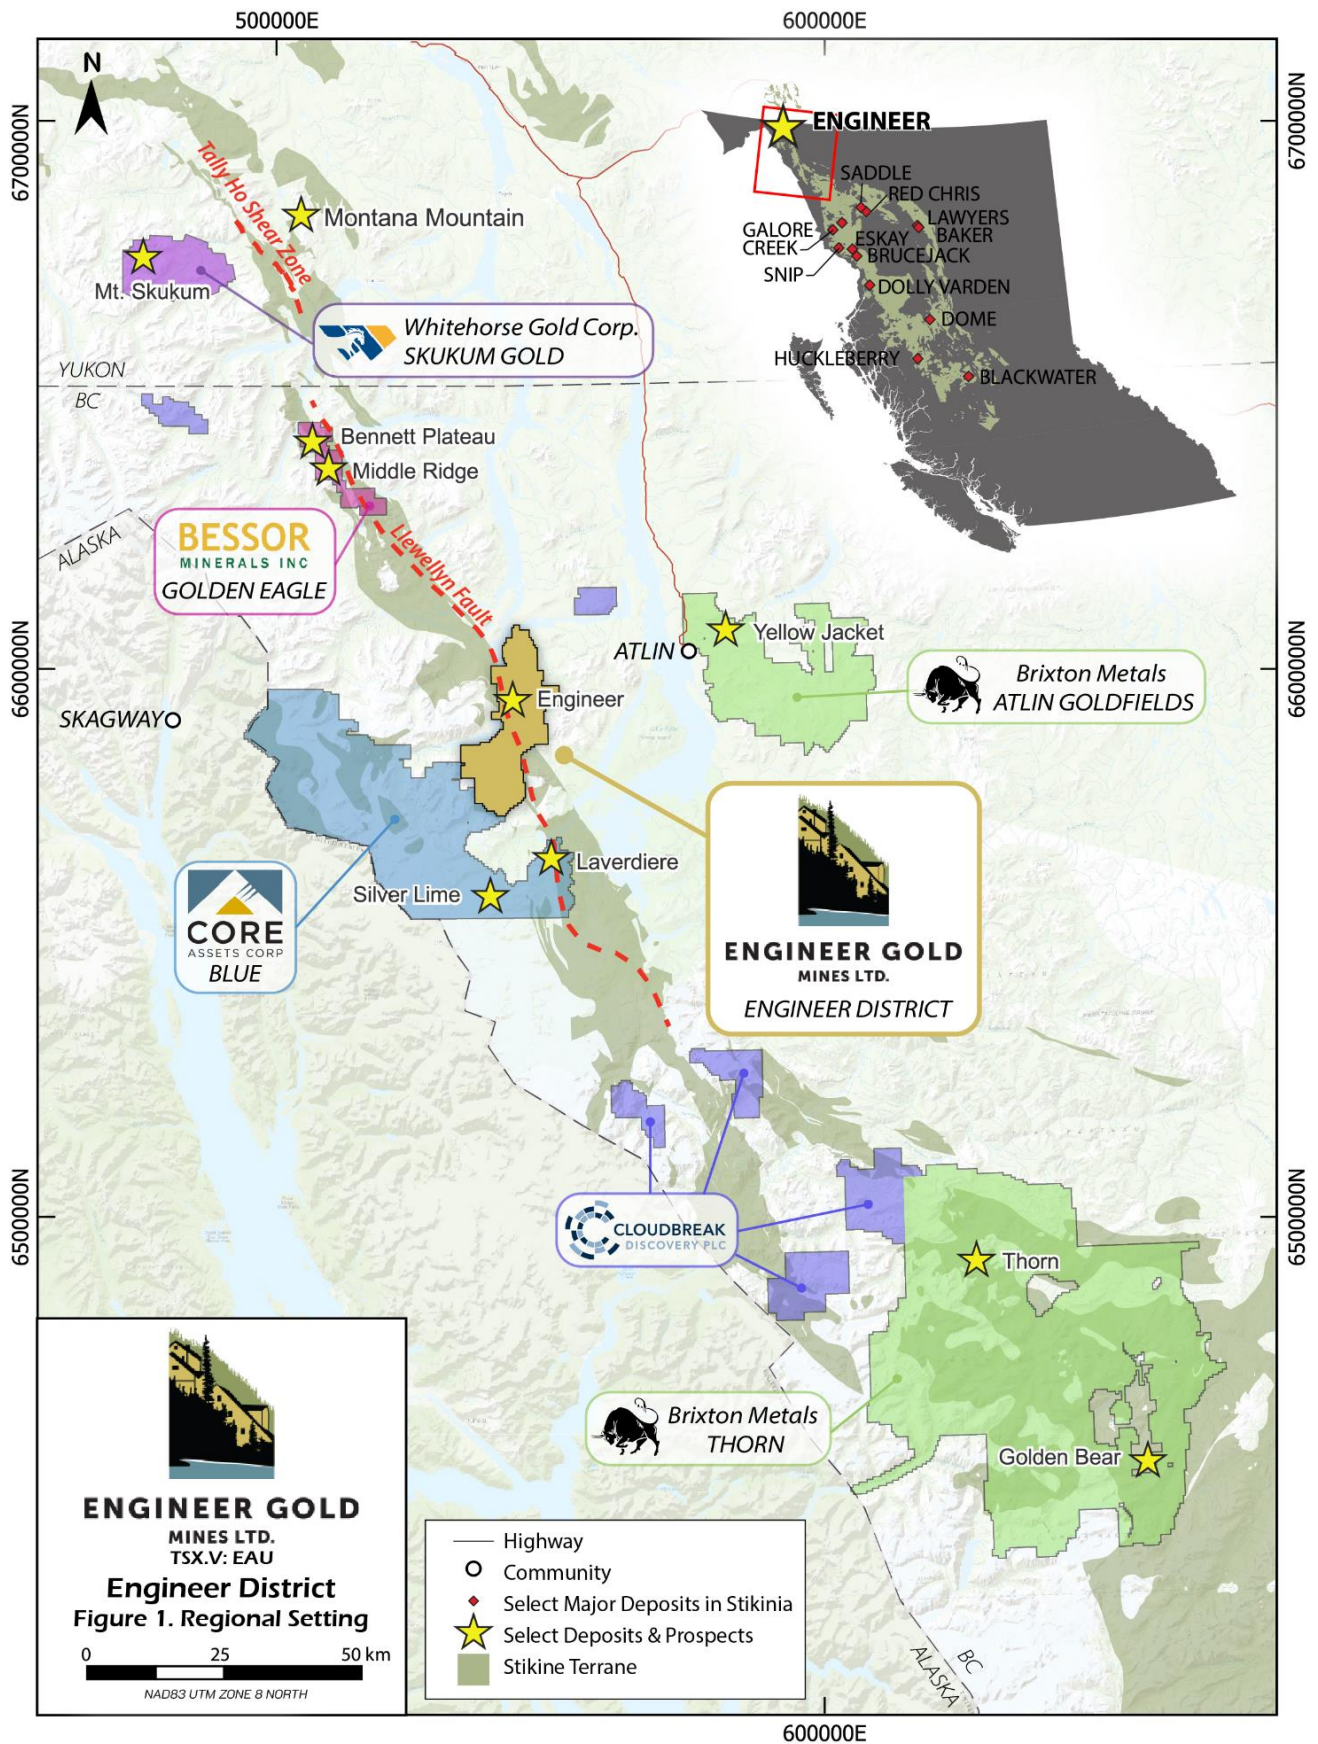 500000E
600000E
N
6700000N
6700000N
ENGINEER
SADDLE
RED CHRIS
LAWYERS
BAKER
GALORE
CREEK
ESKAY
BRUCEJACK
SNIP
DOLLY VARDEN
DOME
HUCKLEBERRY
BLACKWATER
Tally Ho Shear Zone
Montana Mountain
Mt. Skukum
Whitehorse Gold Corp.
SKUKUM GOLD
YUKON
BC
Bennett Plateau
Middle Ridge
ALASKA
BESSOR
MINERALS INC
GOLDEN EAGLE
Llewellyn Fault
6600000N
6600000N
ATLIN
Yellow Jacket
Brixton Metals
ATLIN GOLDFIELDS
Engineer
SKAGWAY
ENGINEER GOLD
MINES LTD.
ENGINEER DISTRICT
Laverdiere
Silver Lime
CORE
ASSETS CORP
BLUE
6500000N
6500000N
CLOUDBREAK
DISCOVERY PLC
Thorn
Brixton Metals
THORN
Golden Bear
ENGINEER GOLD
MINES LTD.
TSX.V: EAU
Engineer District
Figure 1. Regional Setting
0 25 50 km
NAD83 UTM ZONE 8 NORTH
Highway
Community
Select Major Deposits in Stikinia
Select Deposits & Prospects
Stikine Terrane
BC
ALASKA
600000E